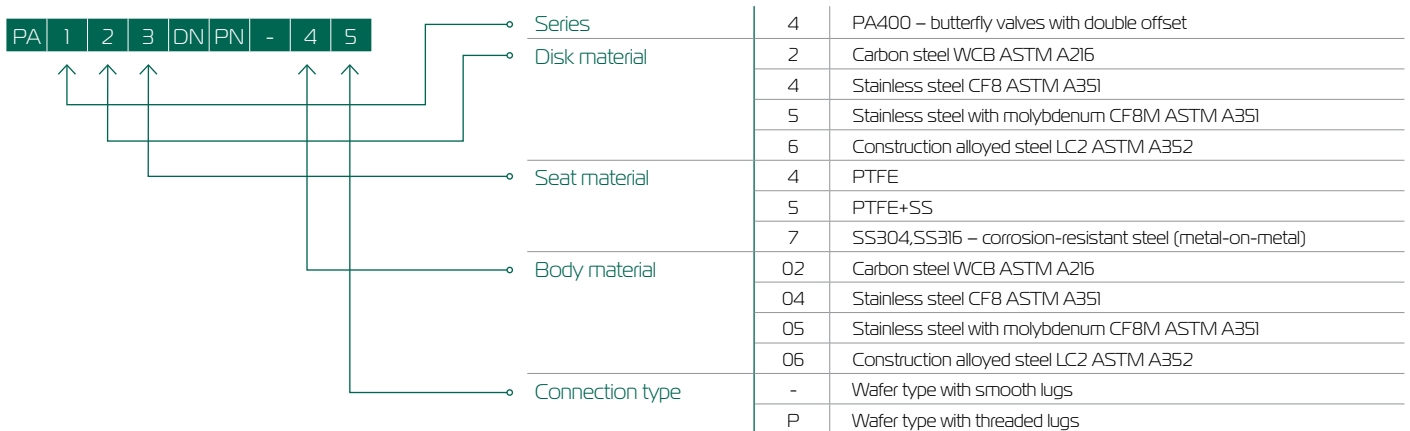 PA 1 2 3 DN PN - 4 5
Series
4 PA400 – butterfly valves with double offset
Disk material
2 Carbon steel WCB ASTM A216
4 Stainless steel CF8 ASTM A351
5 Stainless steel with molybdenum CF8M ASTM A351
6 Construction alloyed steel LC2 ASTM A352
Seat material
4 PTFE
5 PTFE+SS
7 SS304,SS316 – corrosion-resistant steel (metal-on-metal)
Body material
02 Carbon steel WCB ASTM A216
04 Stainless steel CF8 ASTM A351
05 Stainless steel with molybdenum CF8M ASTM A351
06 Construction alloyed steel LC2 ASTM A352
Connection type
- Wafer type with smooth lugs
P Wafer type with threaded lugs